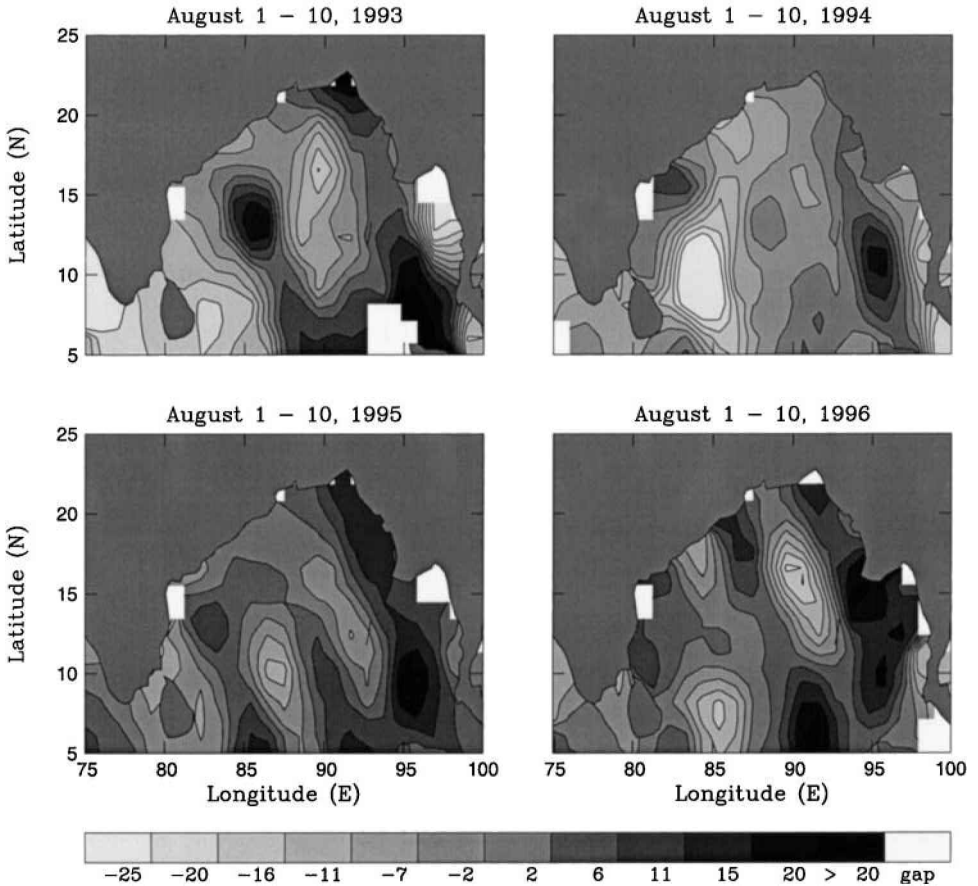 August 1 - 10, 1993
August 1 - 10, 1994
25
20
15
10
5
Latitude (N)
August 1 - 10, 1995
August 1 - 10, 1996
25
20
15
10
5
Latitude (N)
75 80 85 90 95 100
75 80 85 90 95 100
Longitude (E)
Longitude (E)
-25 -20 -16 -11 -7 -2 2 6 11 15 20 > 20 gap